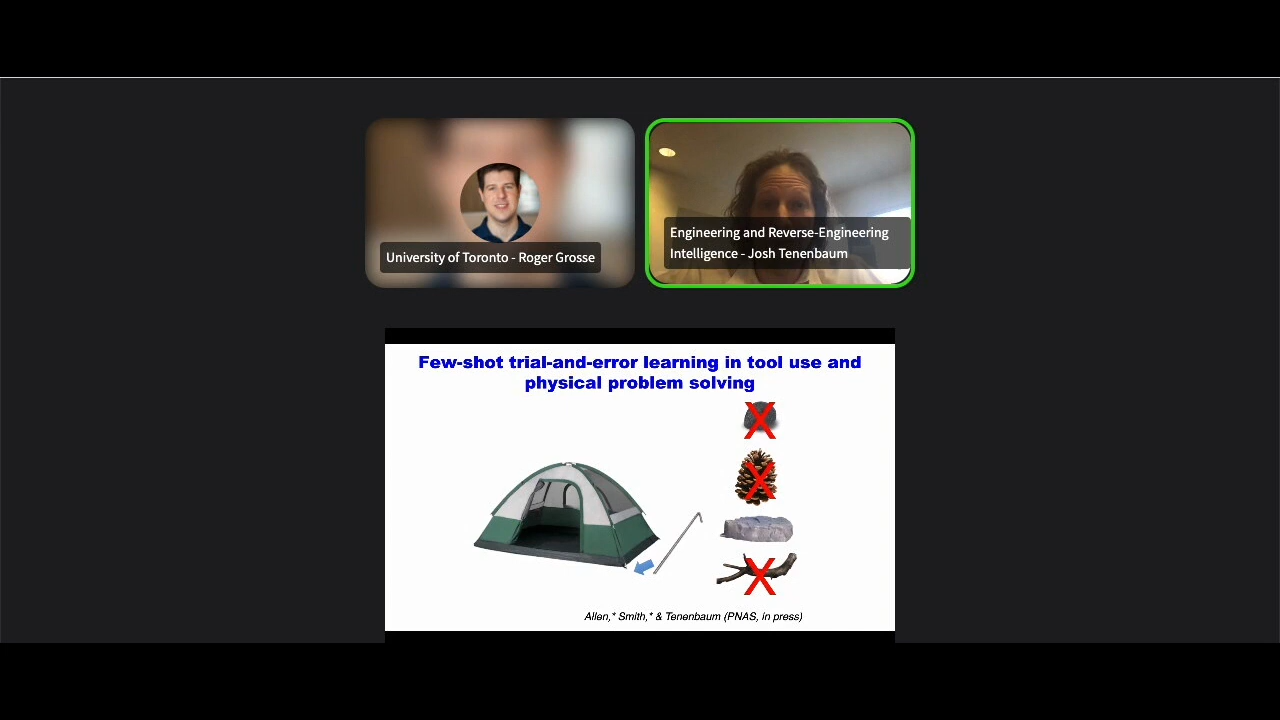 University of Toronto - Roger Grosse
Engineering and Reverse-Engineering
Intelligence - Josh Tenenbaum
Few-shot trial-and-error learning in tool use and
physical problem solving
Allen,* Smith,* & Tenenbaum (PNAS, in press)